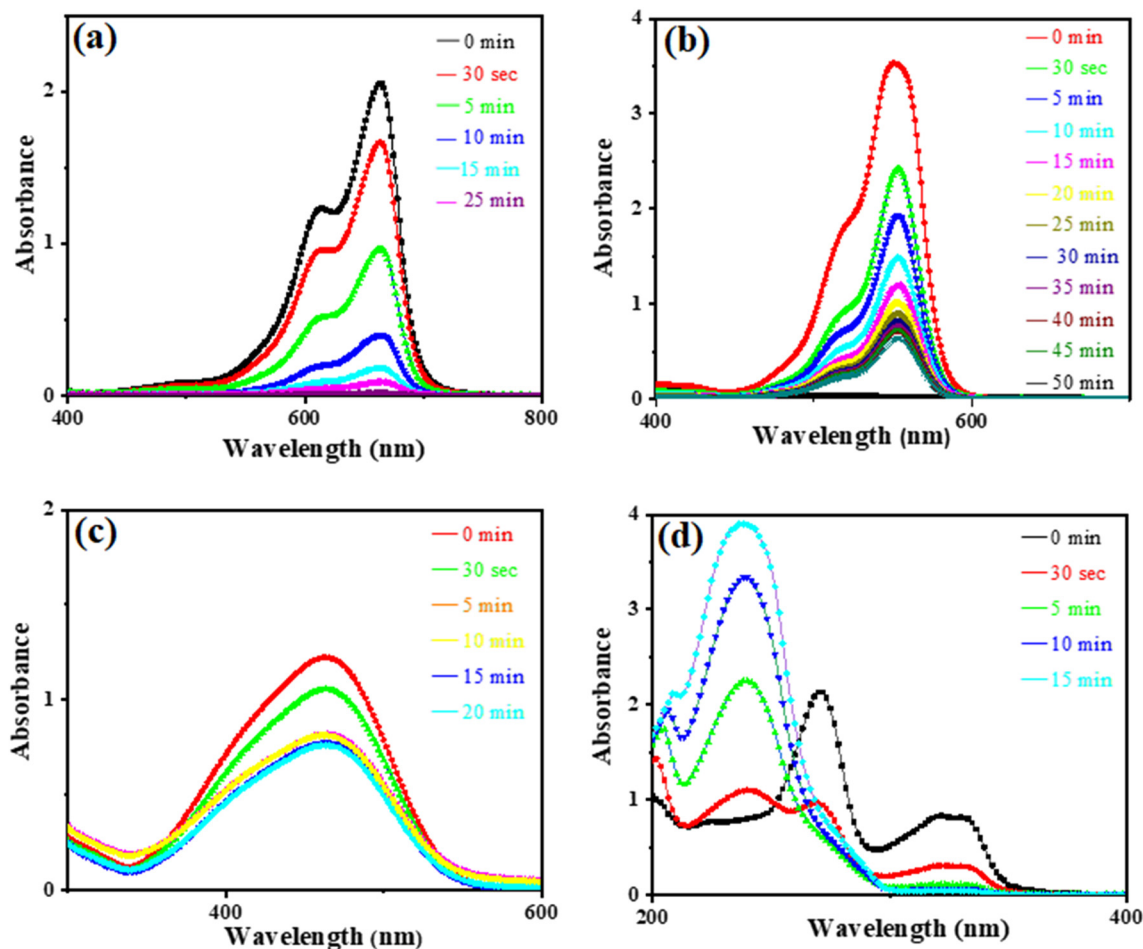 (a)
0 min
30 sec
5 min
10 min
15 min
25 min
2
1
0
400
600
800
Absorbance
Wavelength (nm)
(b)
0 min
30 sec
5 min
10 min
15 min
20 min
25 min
30 min
35 min
40 min
45 min
50 min
4
3
2
1
0
400
600
Absorbance
Wavelength (nm)
(c)
0 min
30 sec
5 min
10 min
15 min
20 min
2
1
0
400
600
Absorbance
Wavelength (nm)
(d)
0 min
30 sec
5 min
10 min
15 min
4
3
2
1
0
200
400
Absorbance
Wavelength (nm)